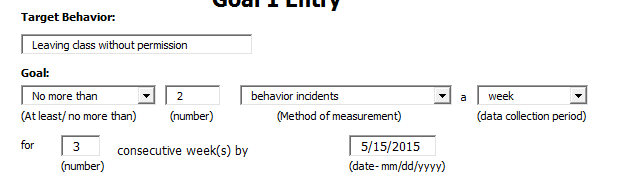 Goal 1 Entry
Target Behavior:
Leaving class without permission
Goal:
No more than 2 behavior incidents a week
(At least/ no more than) (number) (Method of measurement) (data collection period)
for 3 consecutive week(s) by 5/15/2015
(number) (date- mm/dd/yyyy)